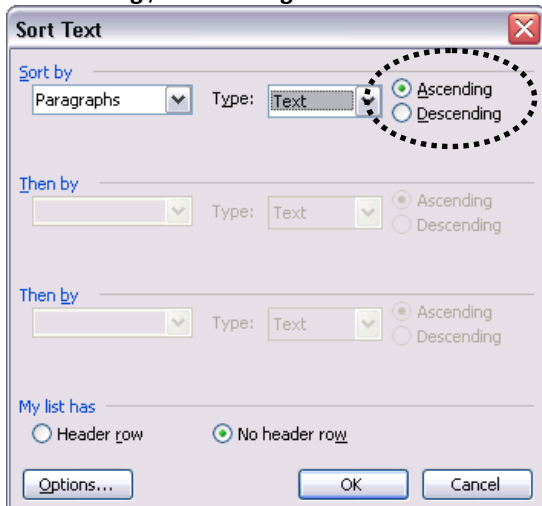 Sort Text
Sort by
Paragraphs Type: Text Ascending
Descending
Then by
Type: Text Ascending
Descending
Then by
Type: Text Ascending
Descending
My list has
Header row No header row
Options... OK Cancel